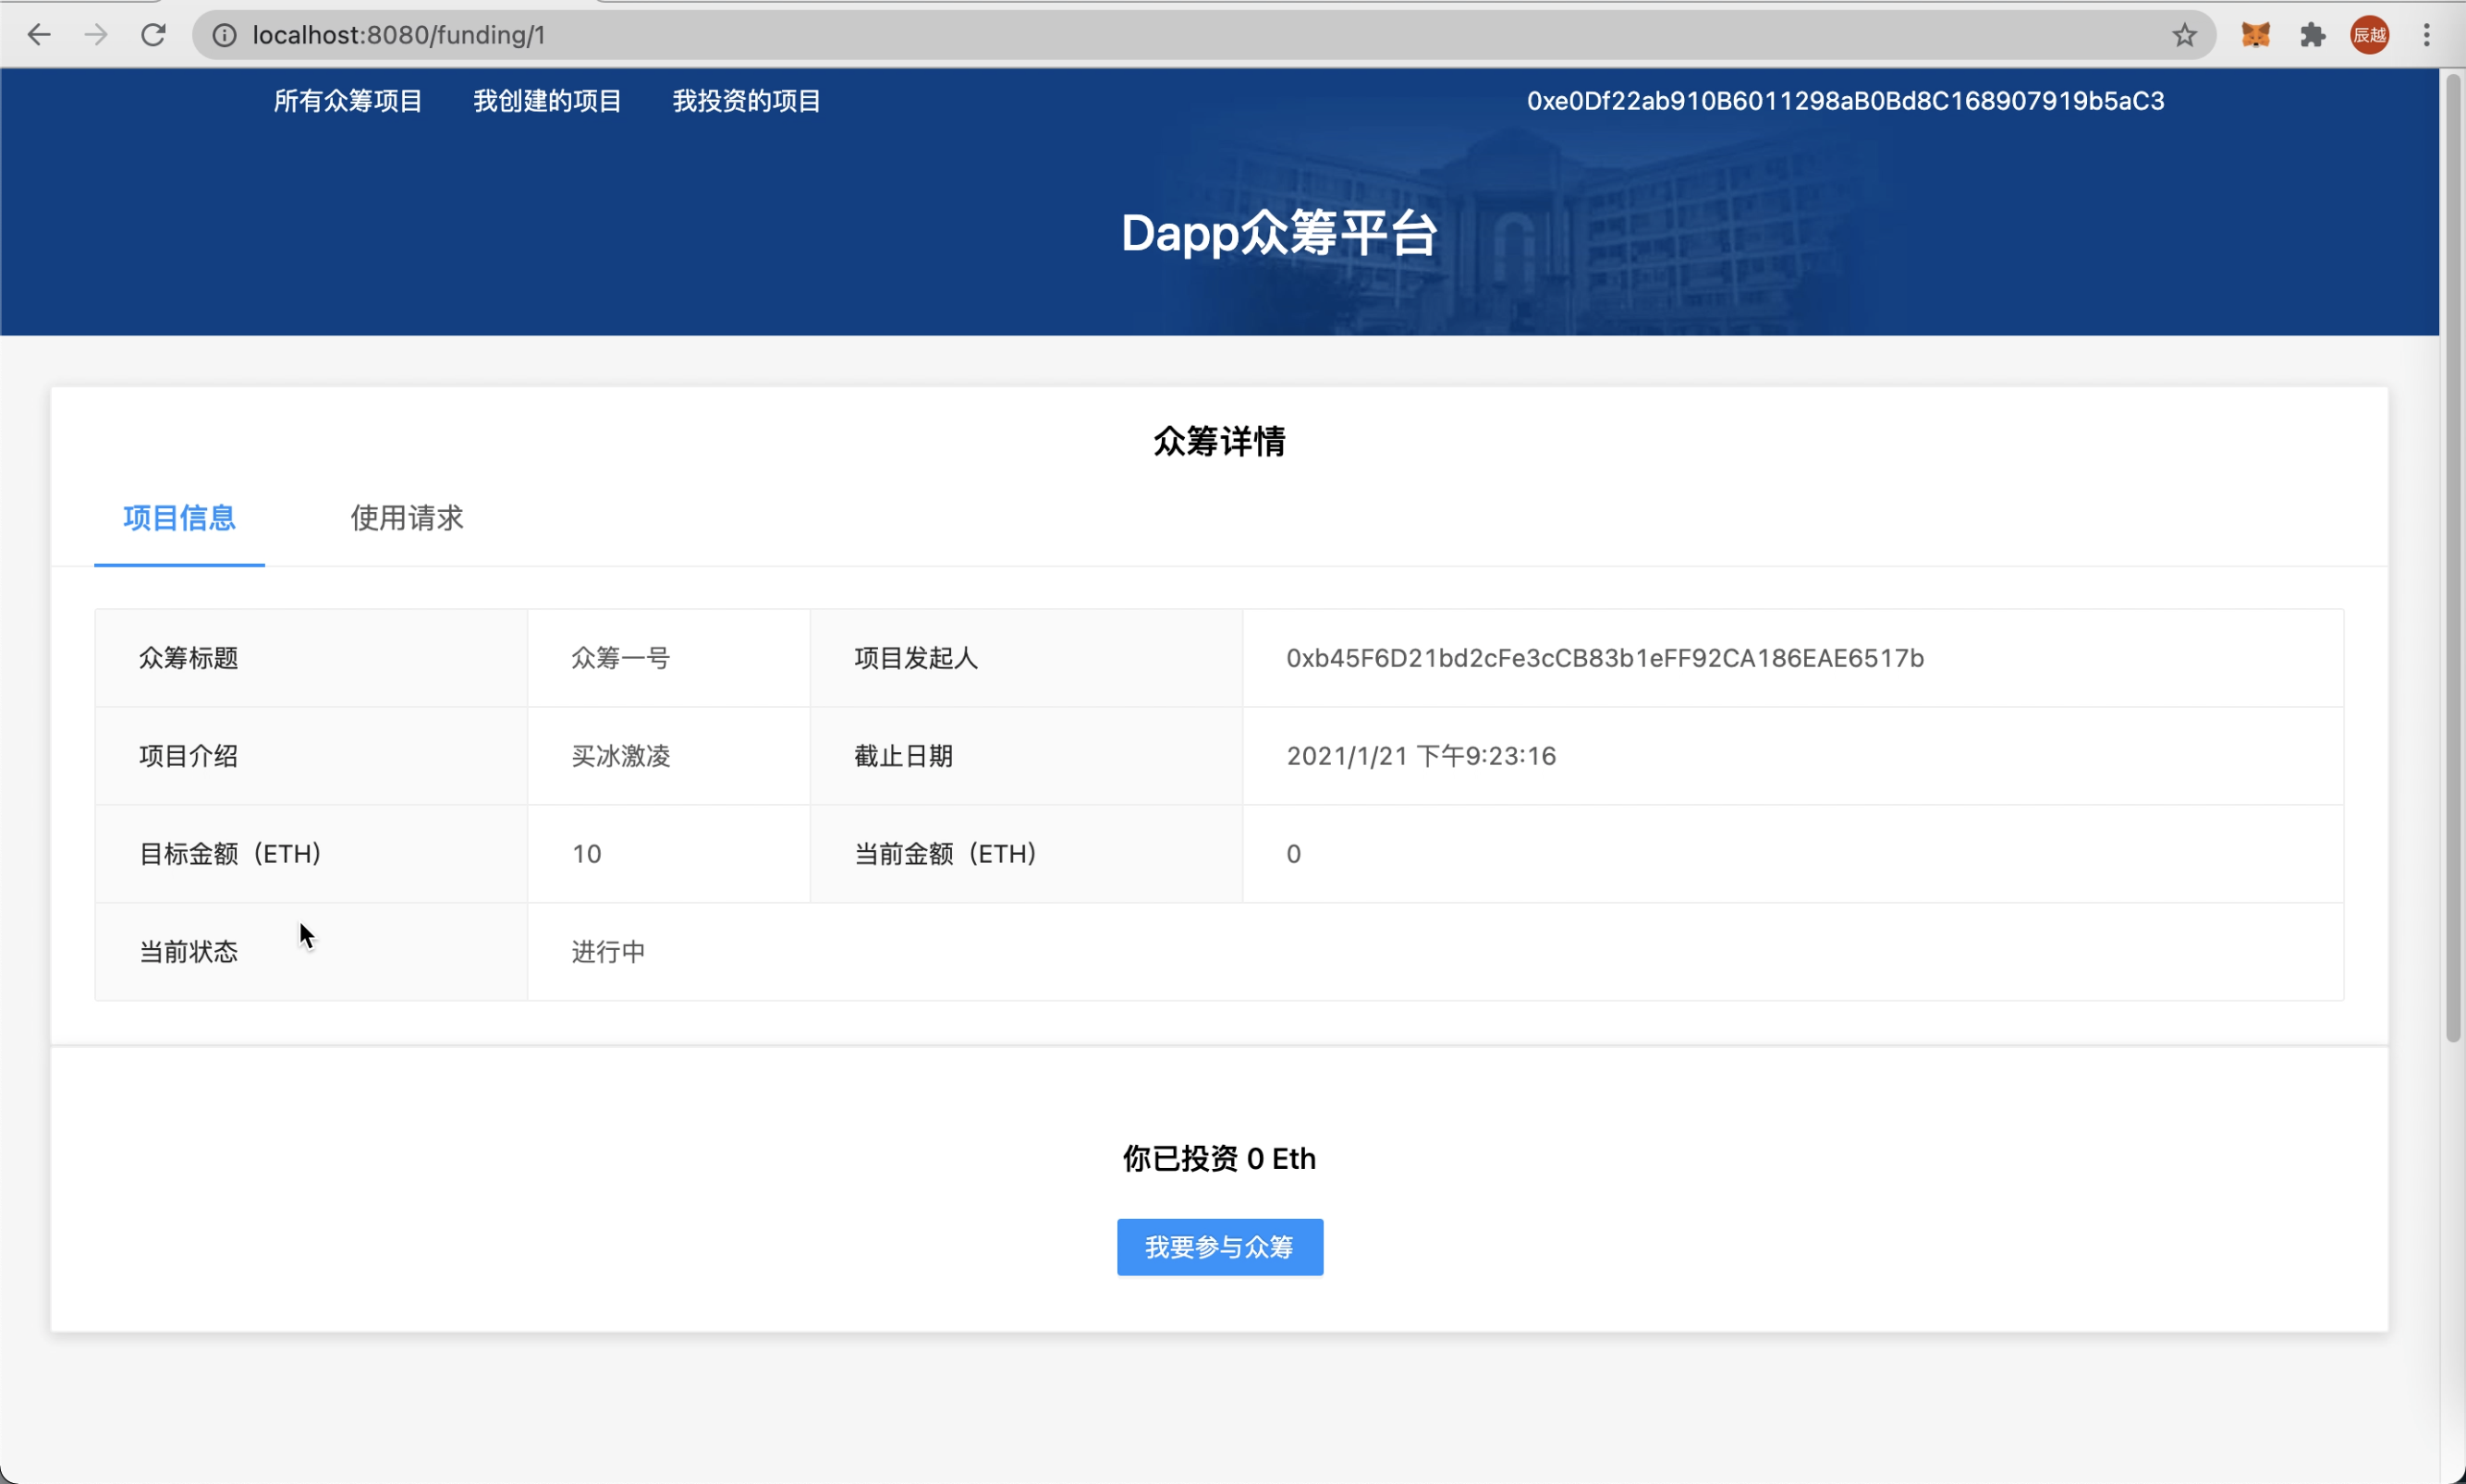 localhost:8080/funding/1
辰越
所有众筹项目 我创建的项目 我投资的项目 0xe0Df22ab910B6011298aB0Bd8C168907919b5aC3
Dapp众筹平台
众筹详情
项目信息 使用请求
众筹标题 众筹一号 项目发起人 0xb45F6D21bd2cFe3cCB83b1eFF92CA186EAE6517b
项目介绍 买冰激凌 截止日期 2021/1/21 下午9:23:16
目标金额（ETH） 10 当前金额（ETH） 0
当前状态 进行中
你已投资 0 Eth
我要参与众筹